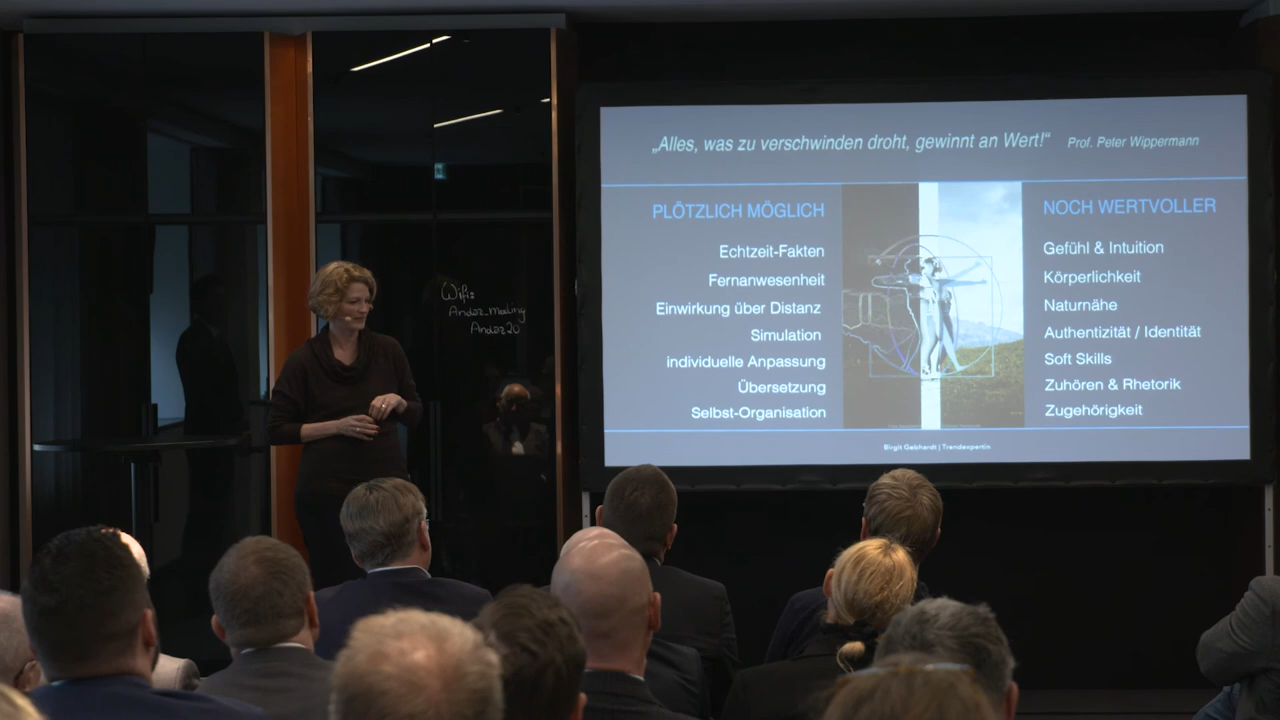 „Alles, was zu verschwinden droht, gewinnt an Wert!“ Prof. Peter Wippermann
PLÖTZLICH MÖGLICH
Echtzeit-Fakten
Fernanwesenheit
Einwirkung über Distanz
Simulation
individuelle Anpassung
Übersetzung
Selbst-Organisation
NOCH WERTVOLLER
Gefühl & Intuition
Körperlichkeit
Naturnähe
Authentizität / Identität
Soft Skills
Zuhören & Rhetorik
Zugehörigkeit
Birgit Gebhardt | Trendexpertin
Wifi: